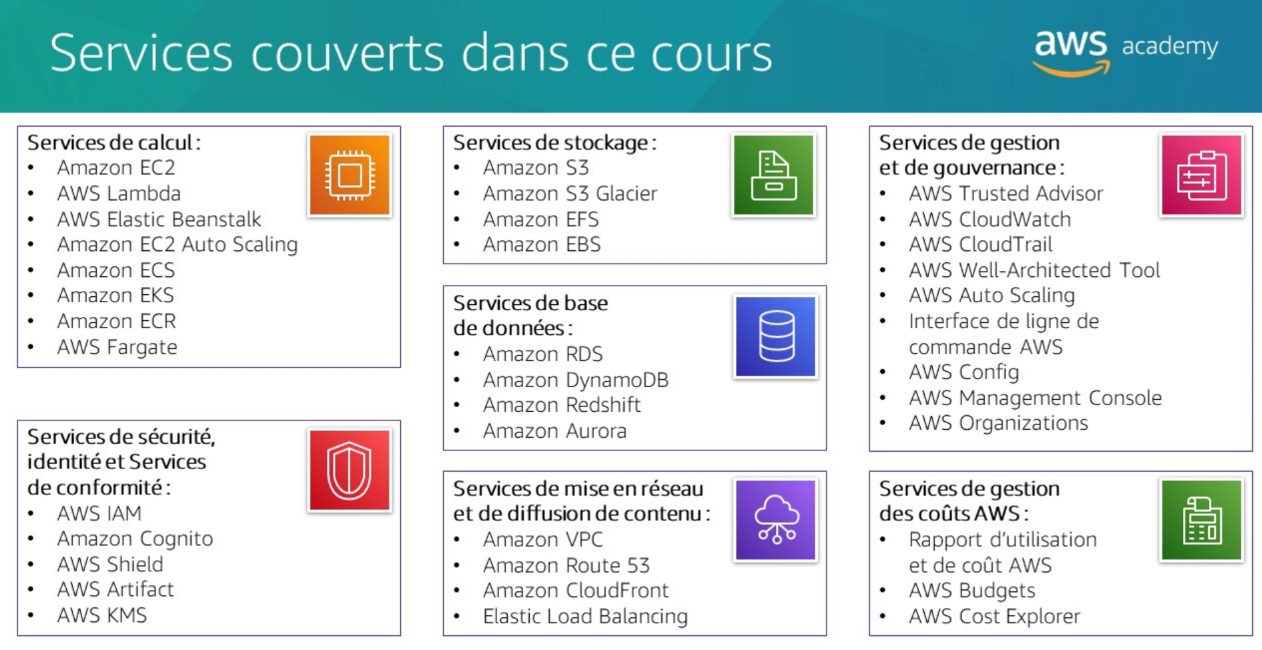 Services couverts dans ce cours
aws academy
Services de calcul :
• Amazon EC2
• AWS Lambda
• AWS Elastic Beanstalk
• Amazon EC2 Auto Scaling
• Amazon ECS
• Amazon EKS
• Amazon ECR
• AWS Fargate
Services de sécurité,
identité et Services
de conformité :
• AWS IAM
• Amazon Cognito
• AWS Shield
• AWS Artifact
• AWS KMS
Services de stockage :
• Amazon S3
• Amazon S3 Glacier
• Amazon EFS
• Amazon EBS
Services de base
de données :
• Amazon RDS
• Amazon DynamoDB
• Amazon Redshift
• Amazon Aurora
Services de mise en réseau
et de diffusion de contenu :
• Amazon VPC
• Amazon Route 53
• Amazon CloudFront
• Elastic Load Balancing
Services de gestion
et de gouvernance :
• AWS Trusted Advisor
• AWS CloudWatch
• AWS CloudTrail
• AWS Well-Architected Tool
• AWS Auto Scaling
• Interface de ligne de
commande AWS
• AWS Config
• AWS Management Console
• AWS Organizations
Services de gestion
des coûts AWS :
• Rapport d'utilisation
et de coût AWS
• AWS Budgets
• AWS Cost Explorer